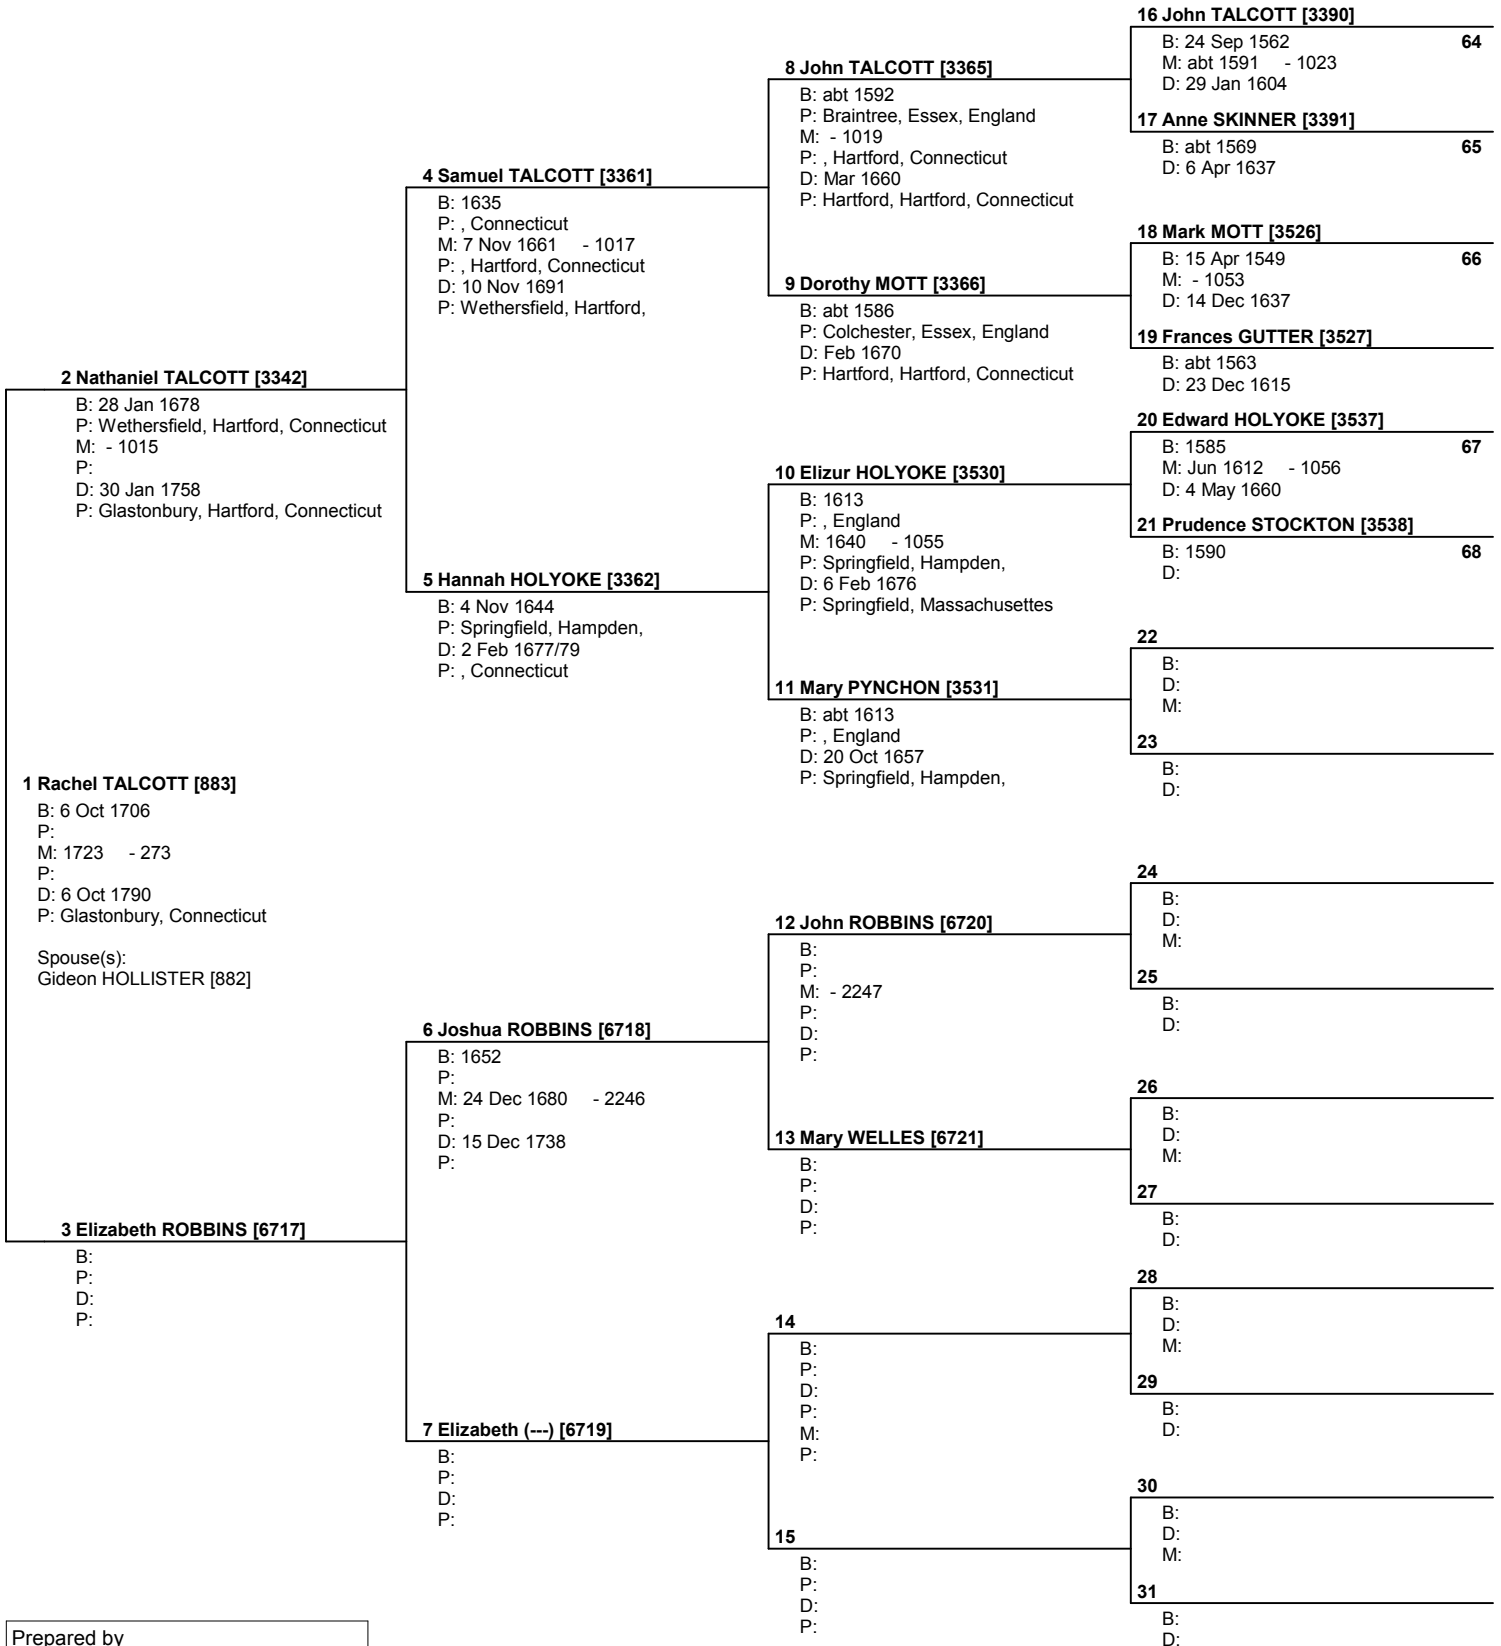 1 Rachel TALCOTT [883]
B: 6 Oct 1706
P:
M: 1723 - 273
P:
D: 6 Oct 1790
P: Glastonbury, Connecticut
Spouse(s):
Gideon HOLLISTER [882]
2 Nathaniel TALCOTT [3342]
B: 28 Jan 1678
P: Wethersfield, Hartford, Connecticut
M: - 1015
P:
D: 30 Jan 1758
P: Glastonbury, Hartford, Connecticut
3 Elizabeth ROBBINS [6717]
B:
P:
D:
P:
4 Samuel TALCOTT [3361]
B: 1635
P: , Connecticut
M: 7 Nov 1661 - 1017
P: , Hartford, Connecticut
D: 10 Nov 1691
P: Wethersfield, Hartford,
5 Hannah HOLYOKE [3362]
B: 4 Nov 1644
P: Springfield, Hampden,
D: 2 Feb 1677/79
P: , Connecticut
6 Joshua ROBBINS [6718]
B: 1652
P:
M: 24 Dec 1680 - 2246
P:
D: 15 Dec 1738
P:
7 Elizabeth (---) [6719]
B:
P:
D:
P:
8 John TALCOTT [3365]
B: abt 1592
P: Braintree, Essex, England
M: - 1019
P: , Hartford, Connecticut
D: Mar 1660
P: Hartford, Hartford, Connecticut
9 Dorothy MOTT [3366]
B: abt 1586
P: Colchester, Essex, England
D: Feb 1670
P: Hartford, Hartford, Connecticut
10 Elizur HOLYOKE [3530]
B: 1613
P: , England
M: 1640 - 1055
P: Springfield, Hampden,
D: 6 Feb 1676
P: Springfield, Massachusettes
11 Mary PYNCHON [3531]
B: abt 1613
P: , England
D: 20 Oct 1657
P: Springfield, Hampden,
12 John ROBBINS [6720]
B:
P:
M: - 2247
P:
D:
P:
13 Mary WELLES [6721]
B:
P:
D:
P:
14
B:
P:
D:
P:
M:
P:
15
B:
P:
D:
P:
16 John TALCOTT [3390]
B: 24 Sep 1562 64
M: abt 1591 - 1023
D: 29 Jan 1604
17 Anne SKINNER [3391]
B: abt 1569 65
D: 6 Apr 1637
18 Mark MOTT [3526]
B: 15 Apr 1549 66
M: - 1053
D: 14 Dec 1637
19 Frances GUTTER [3527]
B: abt 1563
D: 23 Dec 1615
20 Edward HOLYOKE [3537]
B: 1585 67
M: Jun 1612 - 1056
D: 4 May 1660
21 Prudence STOCKTON [3538]
B: 1590 68
D:
22
B:
D:
M:
23
B:
D:
24
B:
D:
M:
25
B:
D:
26
B:
D:
M:
27
B:
D:
28
B:
D:
M:
29
B:
D:
30
B:
D:
M:
31
B:
D:
Prepared by